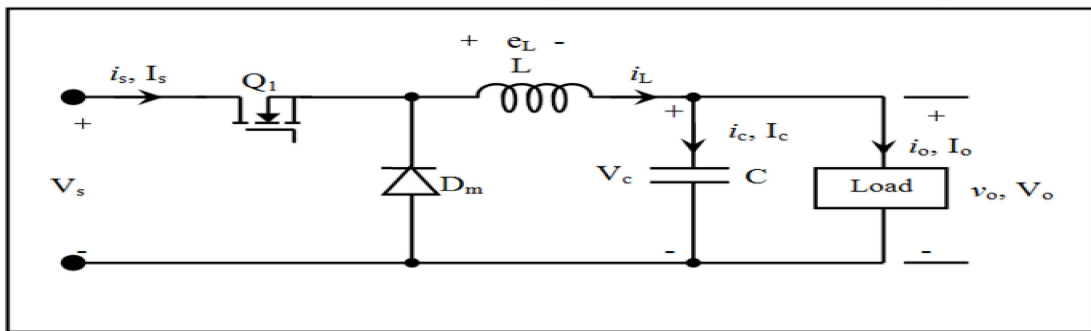 + e_L -
i_s, I_s
Q_1
L
i_L
+
+
+
i_c, I_c
i_o, I_o
V_s
D_m
V_c
C
Load
v_o, V_o
-
-
-